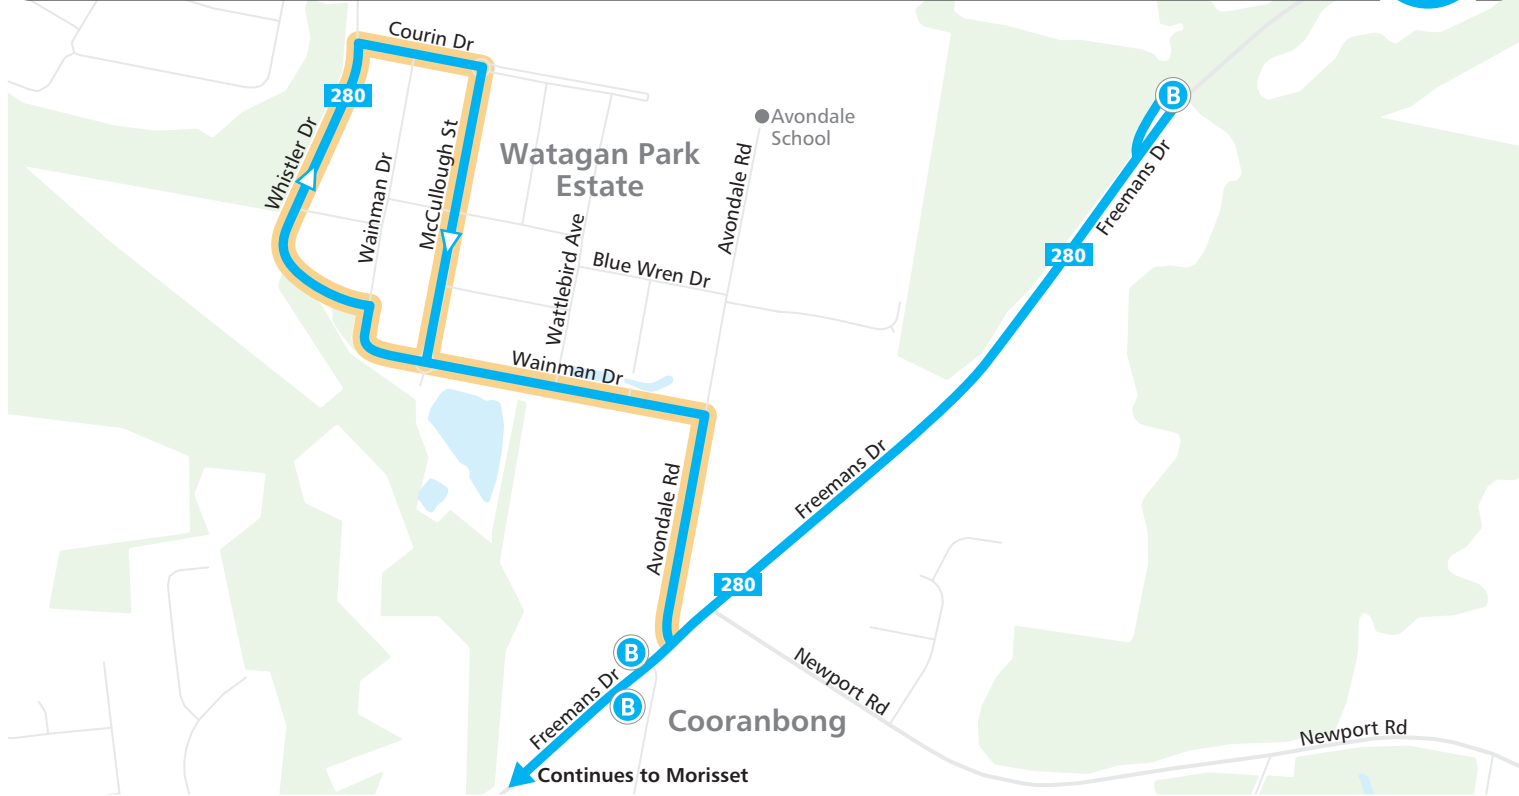 Courin Dr
280
B
Avondale
School
Whistler Dr
McCullough St
Watagan Park
Estate
Wainman Dr
Avondale Rd
Freemans Dr
Wattlebird Ave
Blue Wren Dr
280
Wainman Dr
Freemans Dr
Avondale Rd
280
B
Newport Rd
Freemans Dr
B
Cooranbong
Newport Rd
Continues to Morisset